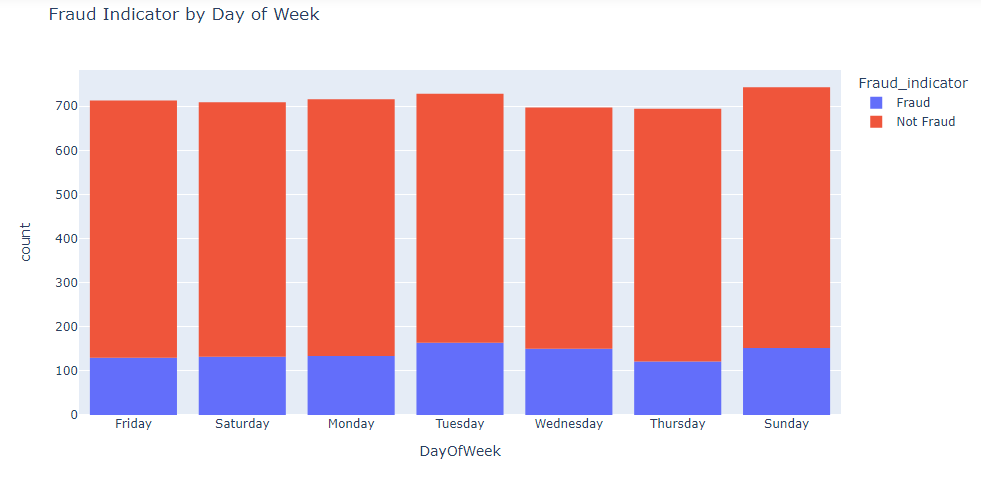 Fraud Indicator by Day of Week
Fraud_indicator
Fraud
Not Fraud
700
600
500
400
300
200
100
0
count
Friday
Saturday
Monday
Tuesday
Wednesday
Thursday
Sunday
DayOfWeek